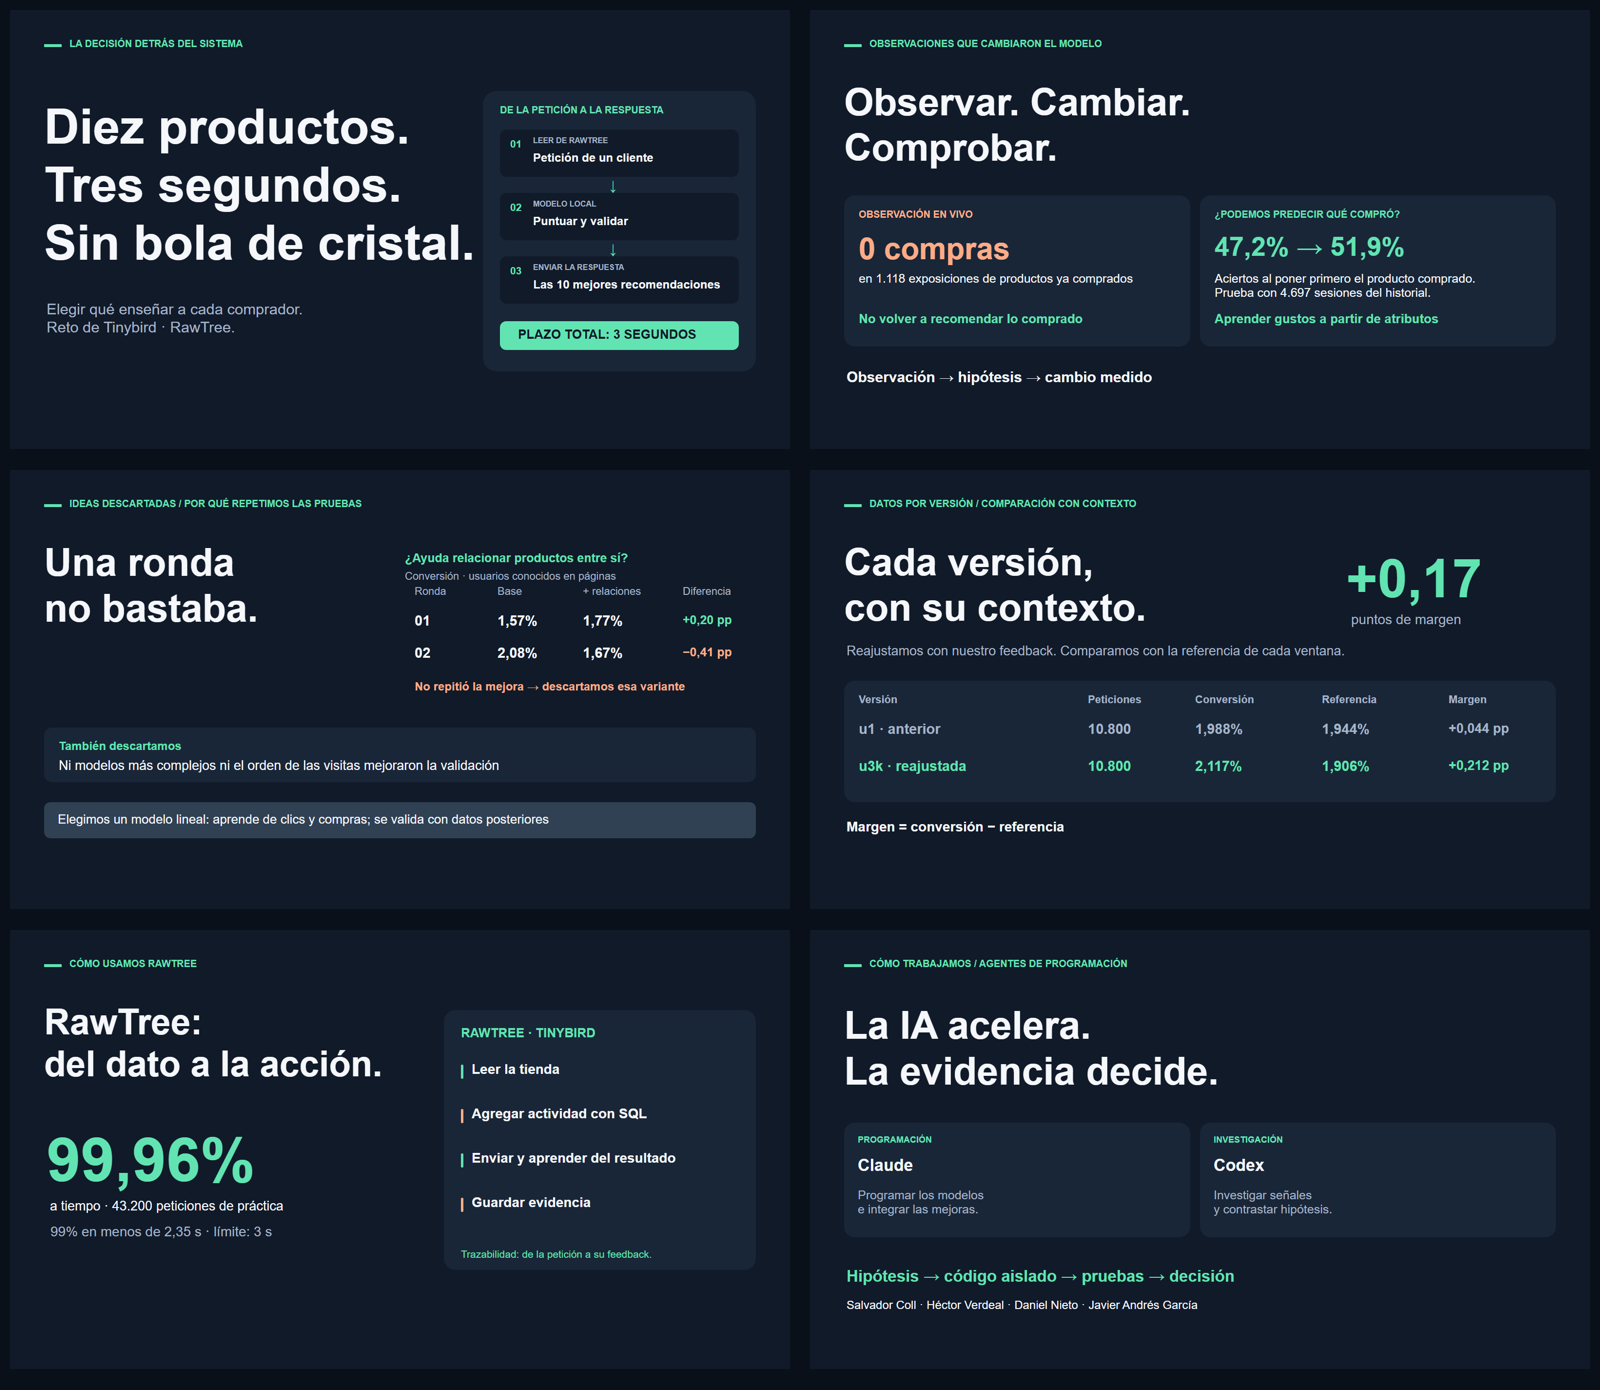 LA DECISIÓN DETRÁS DEL SISTEMA
Diez productos.
Tres segundos.
Sin bola de cristal.
Elegir qué enseñar a cada comprador.
Reto de Tinybird · RawTree.
DE LA PETICIÓN A LA RESPUESTA
01 LEER DE RAWTREE
Petición de un cliente
↓
02 MODELO LOCAL
Puntuar y validar
↓
03 ENVIAR LA RESPUESTA
Las 10 mejores recomendaciones
PLAZO TOTAL: 3 SEGUNDOS
OBSERVACIONES QUE CAMBIARON EL MODELO
Observar. Cambiar.
Comprobar.
OBSERVACIÓN EN VIVO
0 compras
en 1.118 exposiciones de productos ya comprados
No volver a recomendar lo comprado
¿PODEMOS PREDECIR QUÉ COMPRÓ?
47,2% → 51,9%
Aciertos al poner primero el producto comprado.
Prueba con 4.697 sesiones del historial.
Aprender gustos a partir de atributos
Observación → hipótesis → cambio medido
IDEAS DESCARTADAS / POR QUÉ REPETIMOS LAS PRUEBAS
Una ronda
no bastaba.
¿Ayuda relacionar productos entre sí?
Conversión · usuarios conocidos en páginas
Ronda Base + relaciones Diferencia
01 1,57% 1,77% +0,20 pp
02 2,08% 1,67% −0,41 pp
No repitió la mejora → descartamos esa variante
También descartamos
Ni modelos más complejos ni el orden de las visitas mejoraron la validación
Elegimos un modelo lineal: aprende de clics y compras; se valida con datos posteriores
DATOS POR VERSIÓN / COMPARACIÓN CON CONTEXTO
Cada versión,
con su contexto.
+0,17
puntos de margen
Reajustamos con nuestro feedback. Comparamos con la referencia de cada ventana.
Versión Peticiones Conversión Referencia Margen
u1 · anterior 10.800 1,988% 1,944% +0,044 pp
u3k · reajustada 10.800 2,117% 1,906% +0,212 pp
Margen = conversión − referencia
CÓMO USAMOS RAWTREE
RawTree:
del dato a la acción.
99,96%
a tiempo · 43.200 peticiones de práctica
99% en menos de 2,35 s · límite: 3 s
RAWTREE · TINYBIRD
Leer la tienda
Agregar actividad con SQL
Enviar y aprender del resultado
Guardar evidencia
Trazabilidad: de la petición a su feedback.
CÓMO TRABAJAMOS / AGENTES DE PROGRAMACIÓN
La IA acelera.
La evidencia decide.
PROGRAMACIÓN
Claude
Programar los modelos
e integrar las mejoras.
INVESTIGACIÓN
Codex
Investigar señales
y contrastar hipótesis.
Hipótesis → código aislado → pruebas → decisión
Salvador Coll · Héctor Verdeal · Daniel Nieto · Javier Andrés García